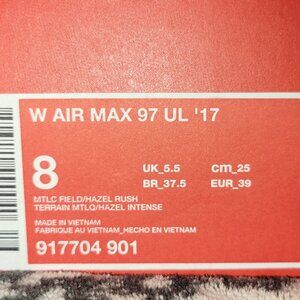 W AIR MAX 97 UL '17
8
UK_5.5 cm_25
BR_37.5 EUR_39
MTLC FIELD/HAZEL RUSH
TERRAIN MTLQ/HAZEL INTENSE
MADE IN VIETNAM
FABRIQUE AU VIETNAM_HECHO EN VIETNAM
917704 901